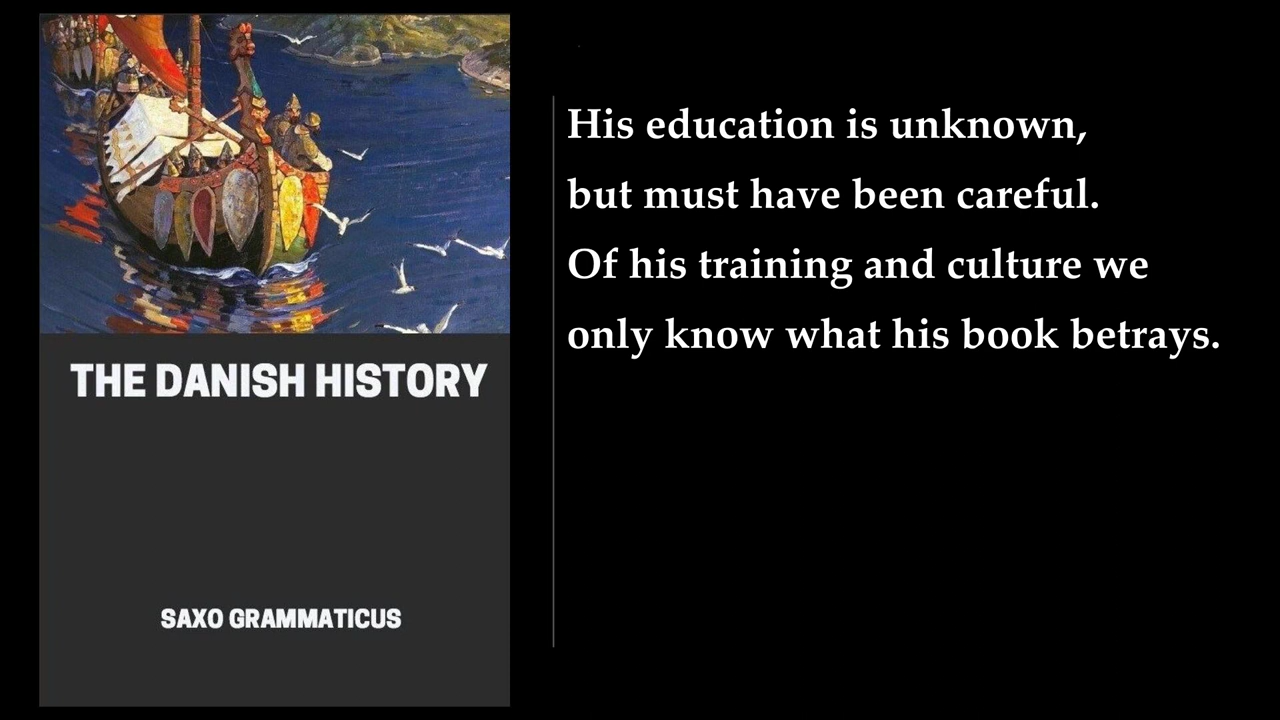 THE DANISH HISTORY
SAXO GRAMMATICUS
His education is unknown,
but must have been careful.
Of his training and culture we
only know what his book betrays.